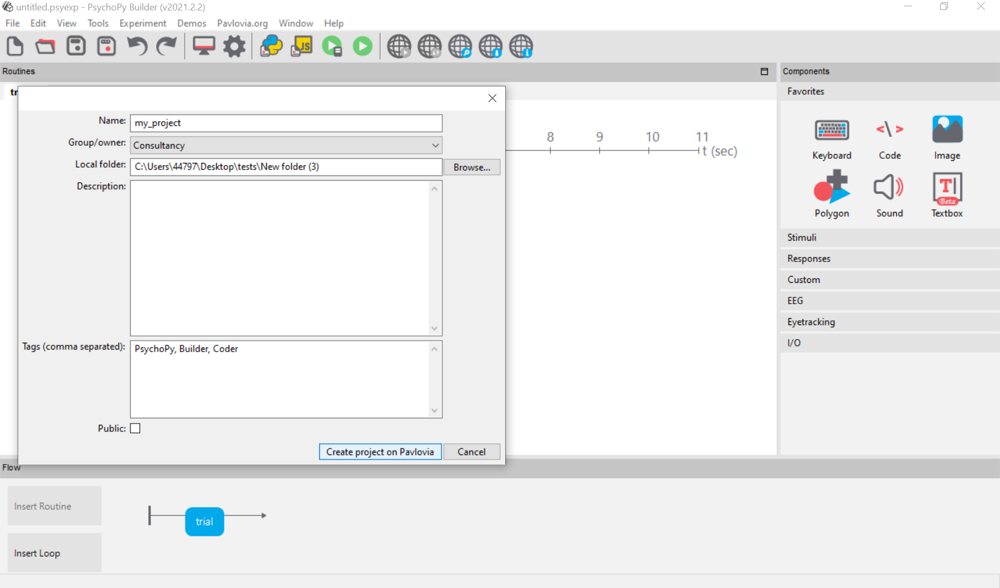 untitled.psyexp - PsychoPy Builder (v2021.2.2)
File Edit View Tools Experiment Demos Pavlovia.org Window Help
JS
Routines
Components
tr
Favorites
Name: my_project
Group/owner: Consultancy
Local folder: C:\Users\44797\Desktop\tests\New folder (3) Browse...
Description:
Tags (comma separated): PsychoPy, Builder, Coder
Public:
Create project on Pavlovia Cancel
8 9 10 11
t (sec)
Keyboard Code Image
T
Beta
Polygon Sound Textbox
Stimuli
Responses
Custom
EEG
Eyetracking
I/O
Flow
Insert Routine
trial
Insert Loop